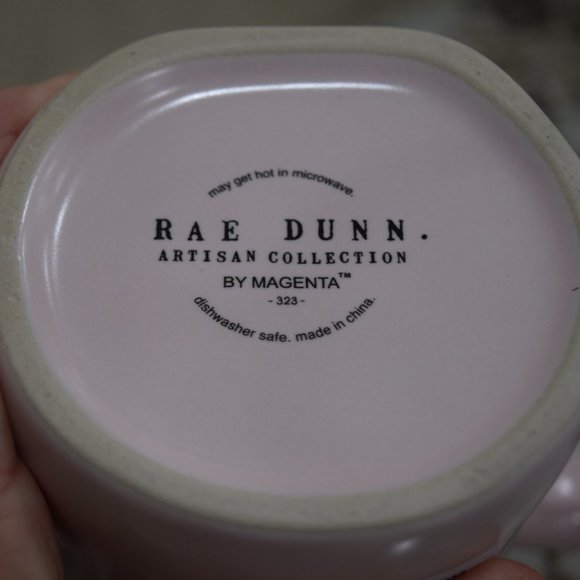 may get hot in microwave.
RAE DUNN.
ARTISAN COLLECTION
BY MAGENTA™
- 323 -
dishwasher safe. made in china.